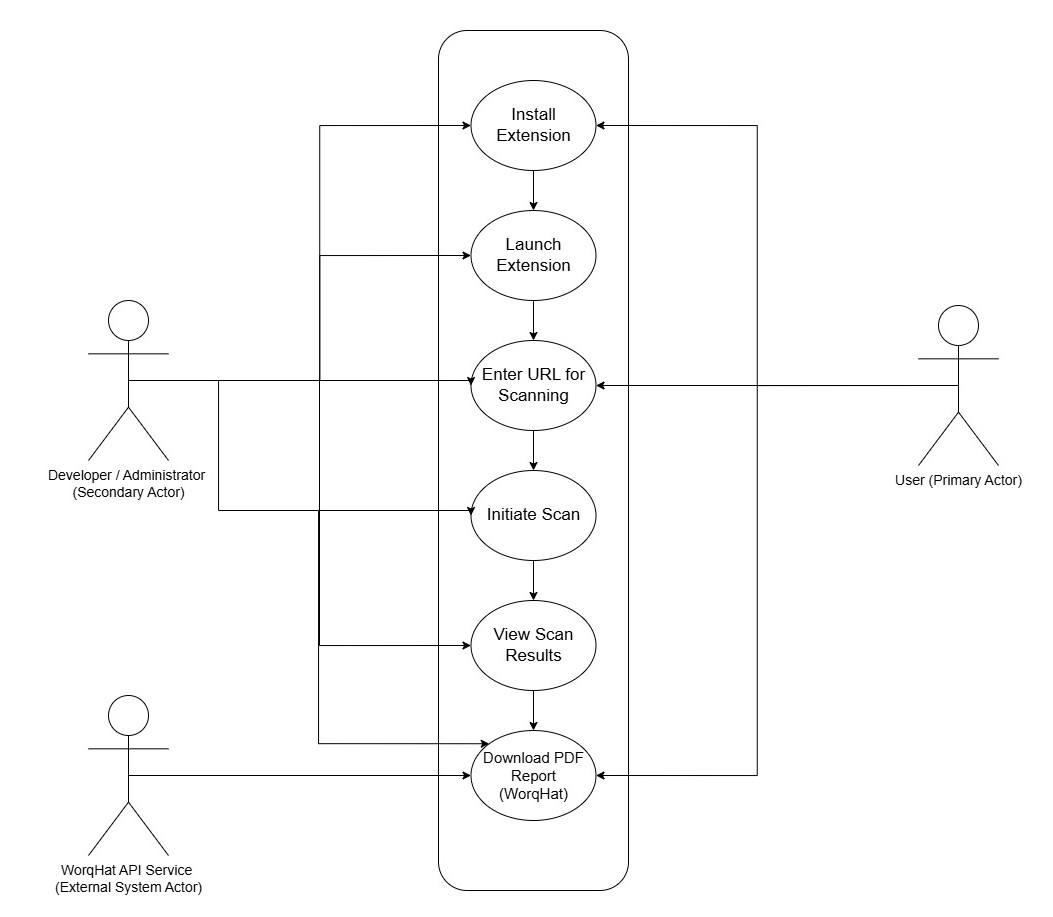 Install
Extension
Launch
Extension
Enter URL for
Scanning
Developer / Administrator
(Secondary Actor)
User (Primary Actor)
Initiate Scan
View Scan
Results
Download PDF
Report
(WorqHat)
WorqHat API Service
(External System Actor)